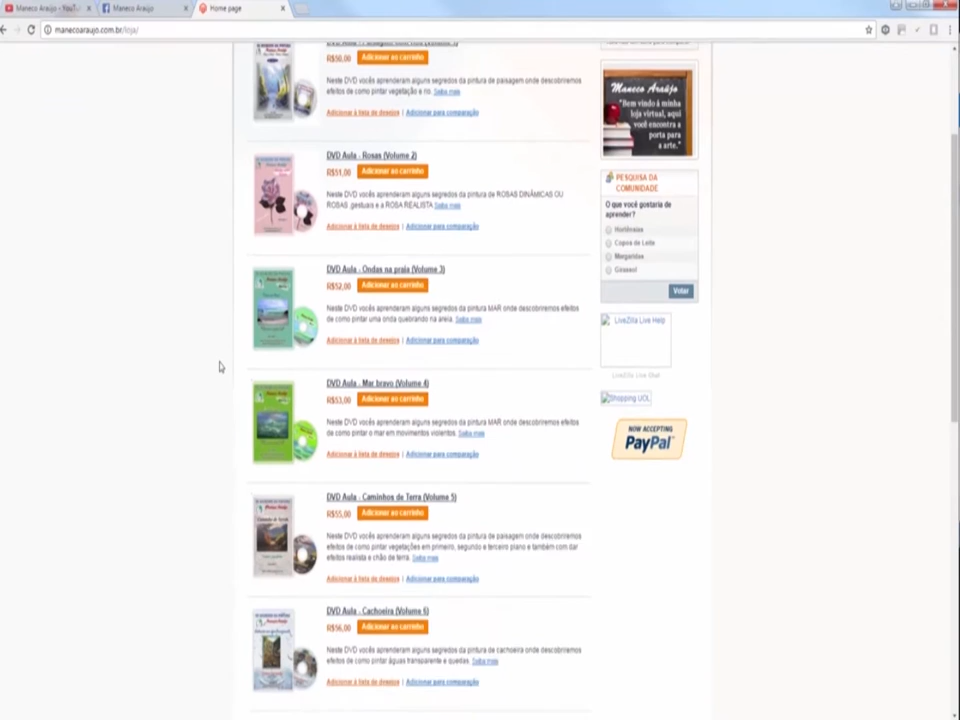 Maneco Araújo - YouT
Maneco Araújo
Home page
manecoaraujo.com.br/loja/
R$50,00 Adicionar ao carrinho
Neste DVD vocês aprenderam alguns segredos da pintura de paisagem onde descobriremos
efeitos de como pintar vegetação e rio. Saiba mais
Adicionar à lista de desejos | Adicionar para comparação
DVD Aula - Rosas (Volume 2)
R$51,00 Adicionar ao carrinho
Neste DVD vocês aprenderam alguns segredos da pintura de ROSAS DINÂMICAS OU
ROSAS gestuais e a ROSA REALISTA Saiba mais
Adicionar à lista de desejos | Adicionar para comparação
DVD Aula - Ondas na praia (Volume 3)
R$52,00 Adicionar ao carrinho
Neste DVD vocês aprenderam alguns segredos da pintura MAR onde descobriremos efeitos
de como pintar uma onda quebrando na areia. Saiba mais
Adicionar à lista de desejos | Adicionar para comparação
DVD Aula - Mar bravo (Volume 4)
R$53,00 Adicionar ao carrinho
Neste DVD vocês aprenderam alguns segredos da pintura MAR onde descobriremos efeitos
de como pintar o mar em movimentos violentos. Saiba mais
Adicionar à lista de desejos | Adicionar para comparação
DVD Aula - Caminhos de Terra (Volume 5)
R$55,00 Adicionar ao carrinho
Neste DVD vocês aprenderam alguns segredos da pintura de paisagem onde descobriremos
efeitos de como pintar vegetações em primeiro, segundo e terceiro plano e também com dar
efeitos realista e chão de terra. Saiba mais
Adicionar à lista de desejos | Adicionar para comparação
DVD Aula - Cachoeira (Volume 6)
R$56,00 Adicionar ao carrinho
Neste DVD vocês aprenderam alguns segredos da pintura de cachoeira onde descobriremos
efeitos de como pintar águas transparente e quedas. Saiba mais
Adicionar à lista de desejos | Adicionar para comparação
Maneco Araújo
"Bem vindo à minha
loja virtual, aqui
você encontra a
porta para
a arte."
PESQUISA DA
COMUNIDADE
O que você gostaria de
aprender?
Hortênsias
Copos de Leite
Margaridas
Girassol
Votar
LiveZilla Live Help
LiveZilla Live Chat
Shopping UOL
NOW ACCEPTING
PayPal